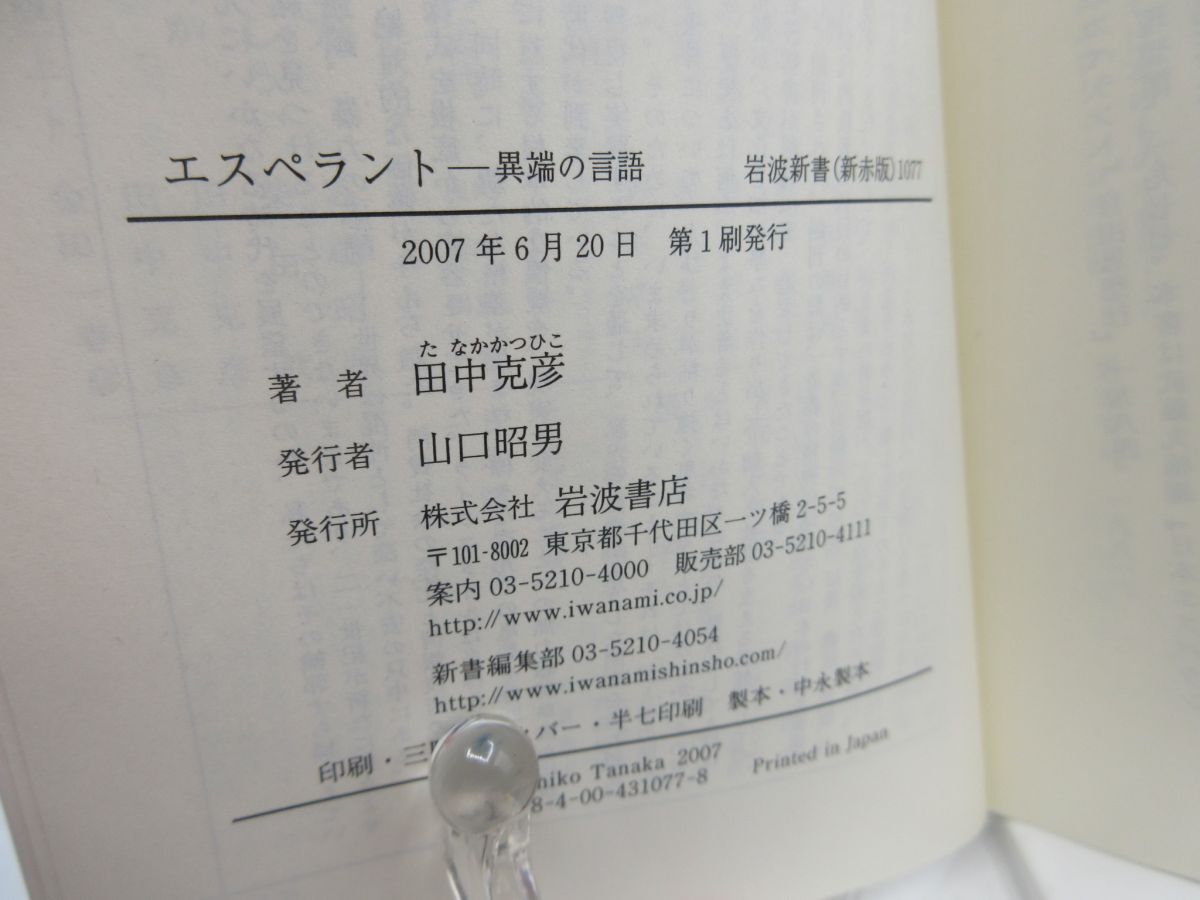 エスペラント―異端の言語 岩波新書(新赤版)1077
2007年6月20日 第1刷発行
た なかかつひこ
著者 田中克彦
発行者 山口昭男
発行所 株式会社 岩波書店
〒101-8002 東京都千代田区一ツ橋2-5-5
案内 03-5210-4000 販売部 03-5210-4111
http://www.iwanami.co.jp/
新書編集部 03-5210-4054
http://www.iwanamishinsho.com/
印刷・三 バー・半七印刷 製本・中永製本
hiko Tanaka 2007
8-4-00-431077-8 Printed in Japan